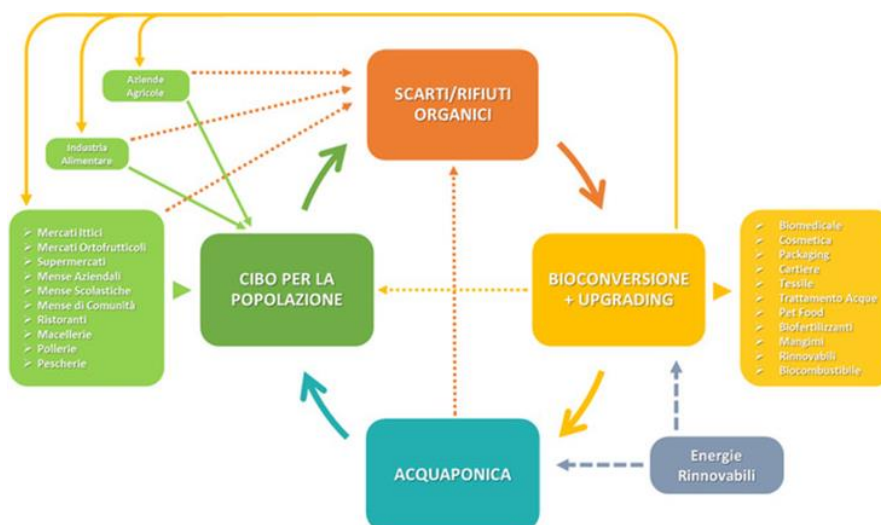 Aziende
Agricole
SCARTI/RIFIUTI
ORGANICI
Industria
Alimentare
Mercati Ittici
Mercati Ortofrutticoli
Supermercati
Mense Aziendali
Mense Scolastiche
Mense di Comunità
Ristoranti
Macellerie
Pollerie
Pescherie
CIBO PER LA
POPOLAZIONE
BIOCONVERSIONE
+ UPGRADING
Biomedicale
Cosmetica
Packaging
Cartiere
Tessile
Trattamento Acque
Pet Food
Biofertilizzanti
Mangimi
Rinnovabili
Biocombustibile
ACQUAPONICA
Energie
Rinnovabili